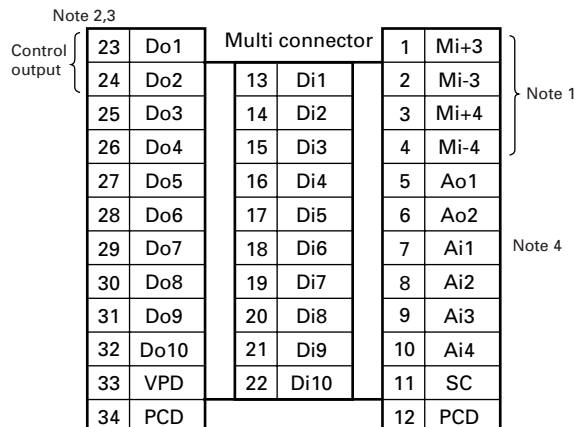 Note 2,3
Control output
Multi connector
23 Do1 1 Mi+3
24 Do2 13 Di1 2 Mi-3
Note 1
25 Do3 14 Di2 3 Mi+4
26 Do4 15 Di3 4 Mi-4
27 Do5 16 Di4 5 Ao1
28 Do6 17 Di5 6 Ao2
29 Do7 18 Di6 7 Ai1 Note 4
30 Do8 19 Di7 8 Ai2
31 Do9 20 Di8 9 Ai3
32 Do10 21 Di9 10 Ai4
33 VPD 22 Di10 11 SC
34 PCD 12 PCD